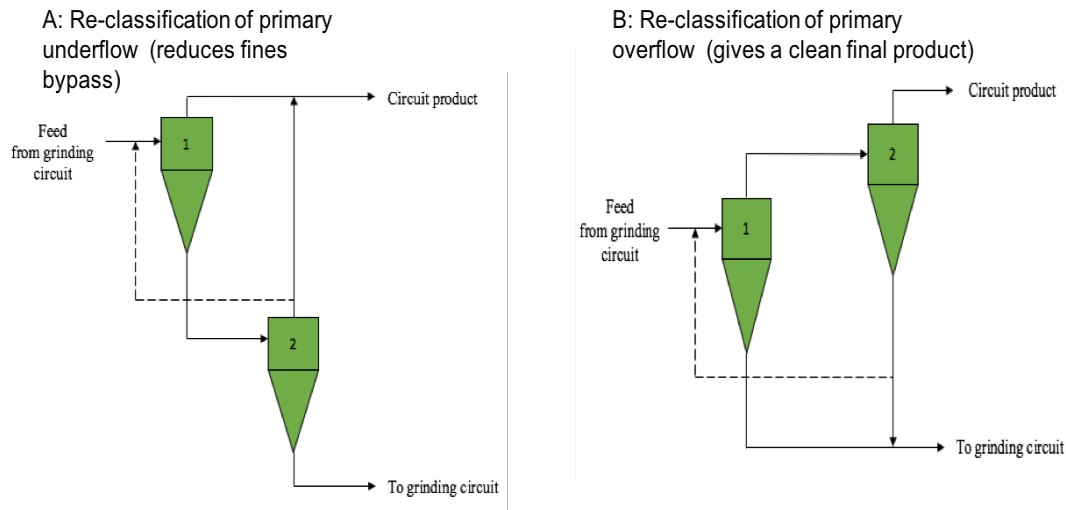 A: Re-classification of primary
underflow (reduces fines
bypass)
Circuit product
Feed
from grinding
circuit
1
2
To grinding circuit
B: Re-classification of primary
overflow (gives a clean final product)
Circuit product
2
Feed
from grinding
circuit
1
To grinding circuit